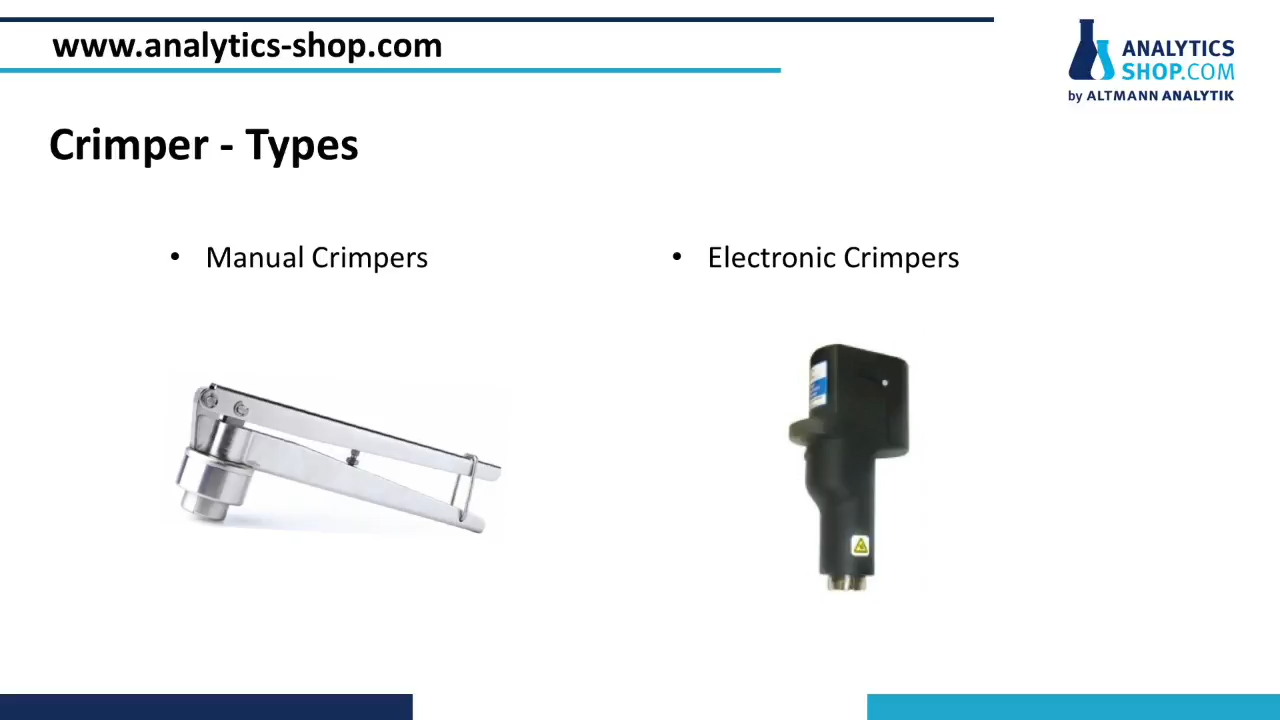 www.analytics-shop.com
ANALYTICS
SHOP.COM
by ALTMANN ANALYTIK
Crimper - Types
• Manual Crimpers
• Electronic Crimpers